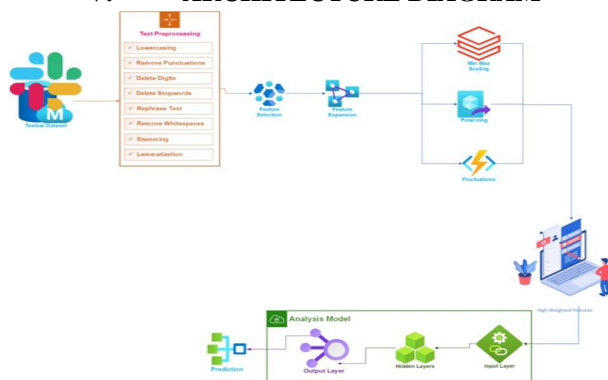 ARCHITECTURE DIAGRAM
Text Preprocessing
Lowercasing
Remove Punctuations
Delete Digits
Delete Stopwords
Rephrase Text
Remove Whitespaces
Stemming
Lemmatization
M
Textual Dataset
Feature
Selection
Feature
Expansion
Min Max
Scaling
Polarizing
Fluctuations
High Weighted Features
Analysis Model
Input Layer
Hidden Layers
Output Layer
Prediction